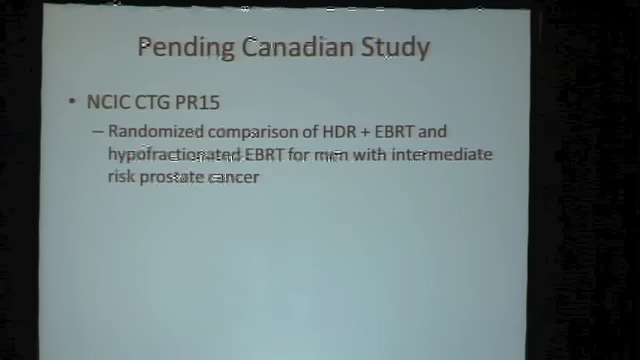 Pending Canadian Study
• NCIC CTG PR15
– Randomized comparison of HDR + EBRT and
hypofractionated EBRT for men with intermediate
risk prostate cancer